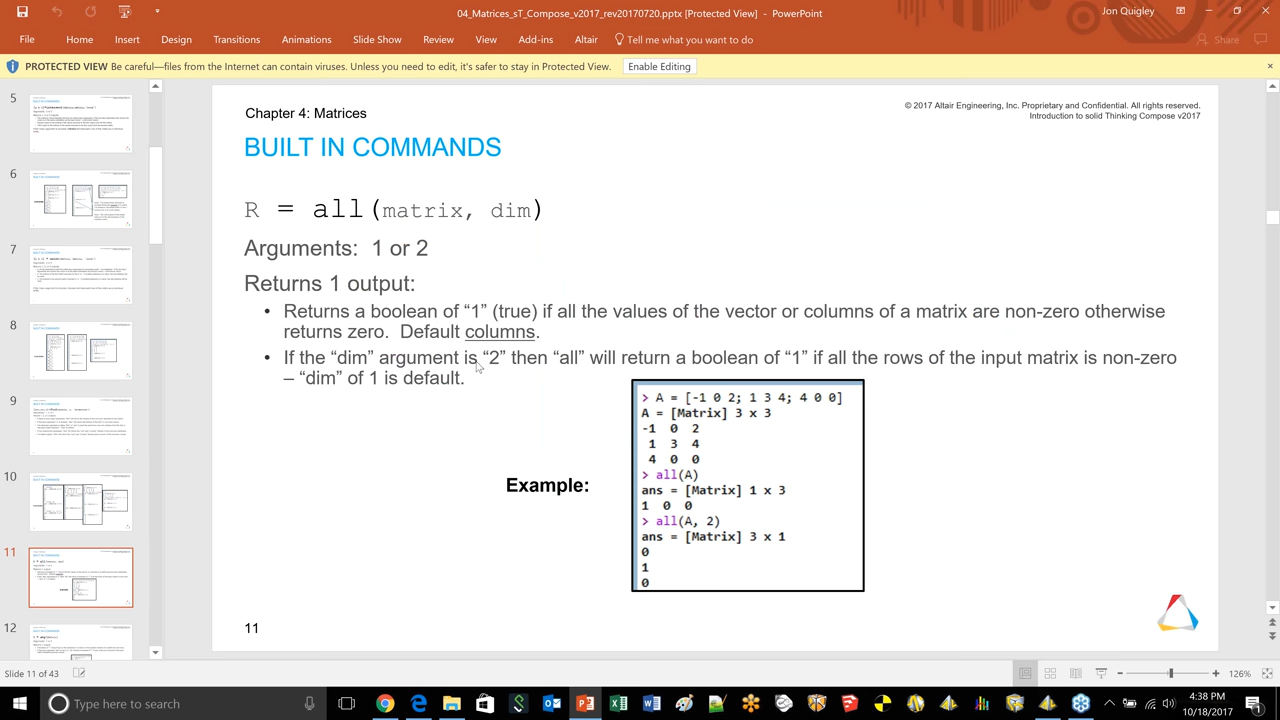 04_Matrices_sT_Compose_v2017_rev20170720.pptx [Protected View] - PowerPoint
Jon Quigley
File Home Insert Design Transitions Animations Slide Show Review View Add-ins Altair Tell me what you want to do
Share
PROTECTED VIEW Be careful—files from the Internet can contain viruses. Unless you need to edit, it's safer to stay in Protected View. Enable Editing
5
6
7
8
9
10
11
12
Chapter 4: Matrices
2017 Altair Engineering, Inc. Proprietary and Confidential. All rights reserved.
Introduction to solid Thinking Compose v2017
BUILT IN COMMANDS
R = all(matrix, dim)
Arguments: 1 or 2
Returns 1 output:
• Returns a boolean of “1” (true) if all the values of the vector or columns of a matrix are non-zero otherwise
returns zero. Default columns.
• If the “dim” argument is “2” then “all” will return a boolean of “1” if all the rows of the input matrix is non-zero
– “dim” of 1 is default.
Example:
> = [-1 0 2; 1 3 4; 4 0 0]
= [Matrix] 3 x 3
-1 0 2
1 3 4
4 0 0
> all(A)
ans = [Matrix] 1 x 3
1 0 0
> all(A, 2)
ans = [Matrix] 3 x 1
0
1
0
11
Slide 11 of 43
126%
Type here to search
4:38 PM
10/18/2017